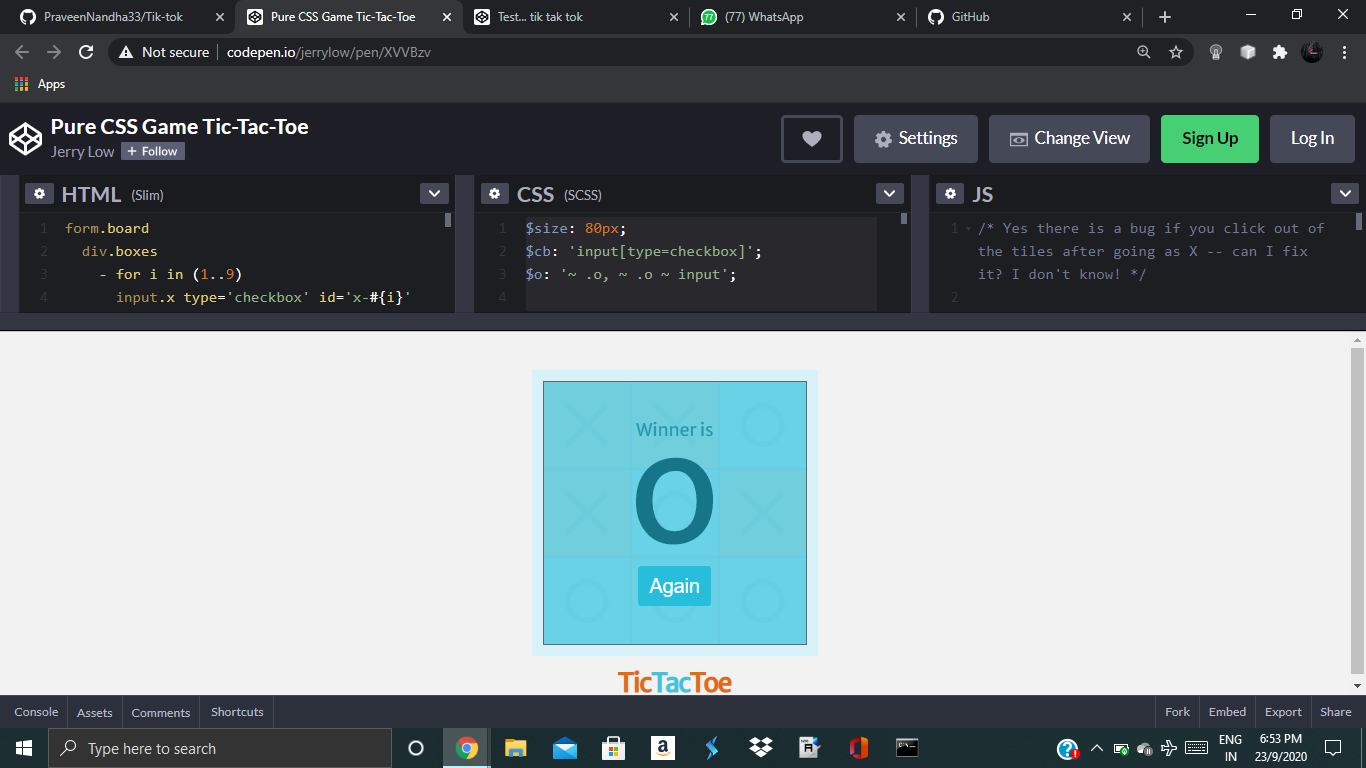 PraveenNandha33/Tik-tok
Pure CSS Game Tic-Tac-Toe
Test... tik tak tok
77
(77) WhatsApp
GitHub
Not secure
codepen.io/jerrylow/pen/XVVBzv
Apps
Pure CSS Game Tic-Tac-Toe
Jerry Low
+ Follow
Settings
Change View
Sign Up
Log In
HTML (Slim)
1 form.board
2 div.boxes
3 - for i in (1..9)
4 input.x type='checkbox' id='x-#{i}'
CSS (SCSS)
1 $size: 80px;
2 $cb: 'input[type=checkbox]';
3 $o: '~ .o, ~ .o ~ input';
4
JS
1 /* Yes there is a bug if you click out of
the tiles after going as X -- can I fix
it? I don't know! */
2
Winner is
O
Again
TicTacToe
Console Assets Comments Shortcuts
Fork Embed Export Share
Type here to search
ENG
IN
6:53 PM
23/9/2020